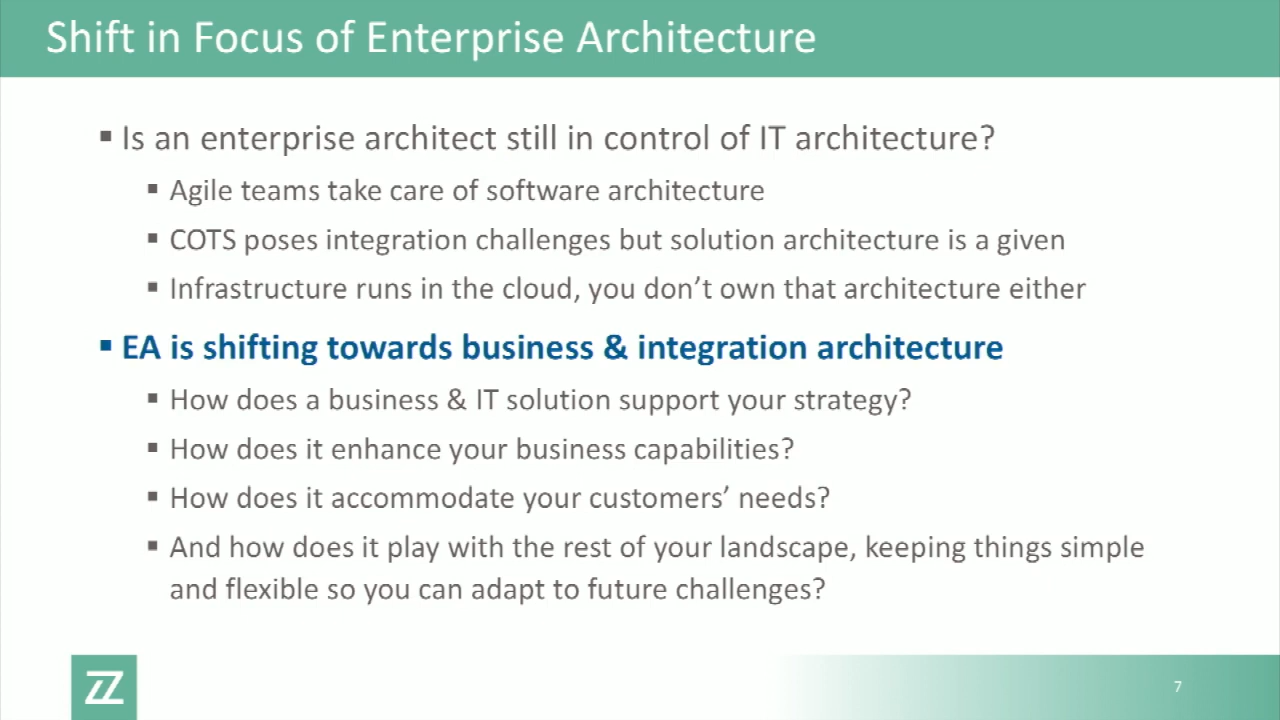 Shift in Focus of Enterprise Architecture
▪ Is an enterprise architect still in control of IT architecture?
▪ Agile teams take care of software architecture
▪ COTS poses integration challenges but solution architecture is a given
▪ Infrastructure runs in the cloud, you don’t own that architecture either
▪ EA is shifting towards business & integration architecture
▪ How does a business & IT solution support your strategy?
▪ How does it enhance your business capabilities?
▪ How does it accommodate your customers’ needs?
▪ And how does it play with the rest of your landscape, keeping things simple
and flexible so you can adapt to future challenges?
ZZ
7